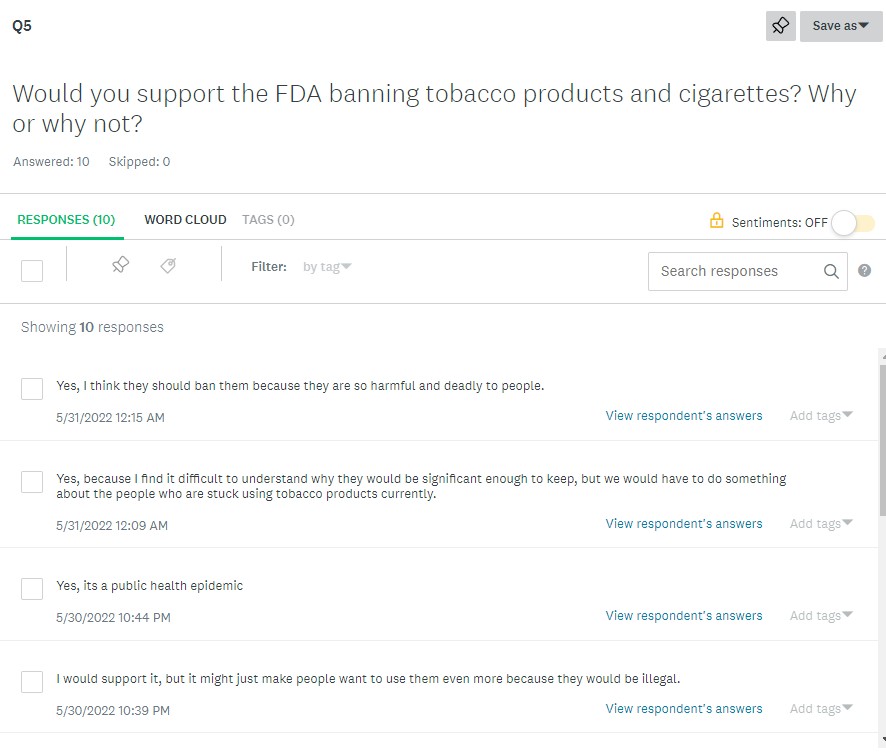 Q5
Save as
Would you support the FDA banning tobacco products and cigarettes? Why
or why not?
Answered: 10 Skipped: 0
RESPONSES (10) WORD CLOUD TAGS (0) Sentiments: OFF
Filter: by tag Search responses ?
Showing 10 responses
Yes, I think they should ban them because they are so harmful and deadly to people.
5/31/2022 12:15 AM View respondent's answers Add tags
Yes, because I find it difficult to understand why they would be significant enough to keep, but we would have to do something
about the people who are stuck using tobacco products currently.
5/31/2022 12:09 AM View respondent's answers Add tags
Yes, its a public health epidemic
5/30/2022 10:44 PM View respondent's answers Add tags
I would support it, but it might just make people want to use them even more because they would be illegal.
5/30/2022 10:39 PM View respondent's answers Add tags